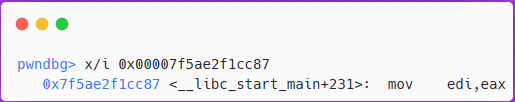 pwndbg> x/i 0x00007f5ae2f1cc87
0x7f5ae2f1cc87 <__libc_start_main+231>: mov edi,eax